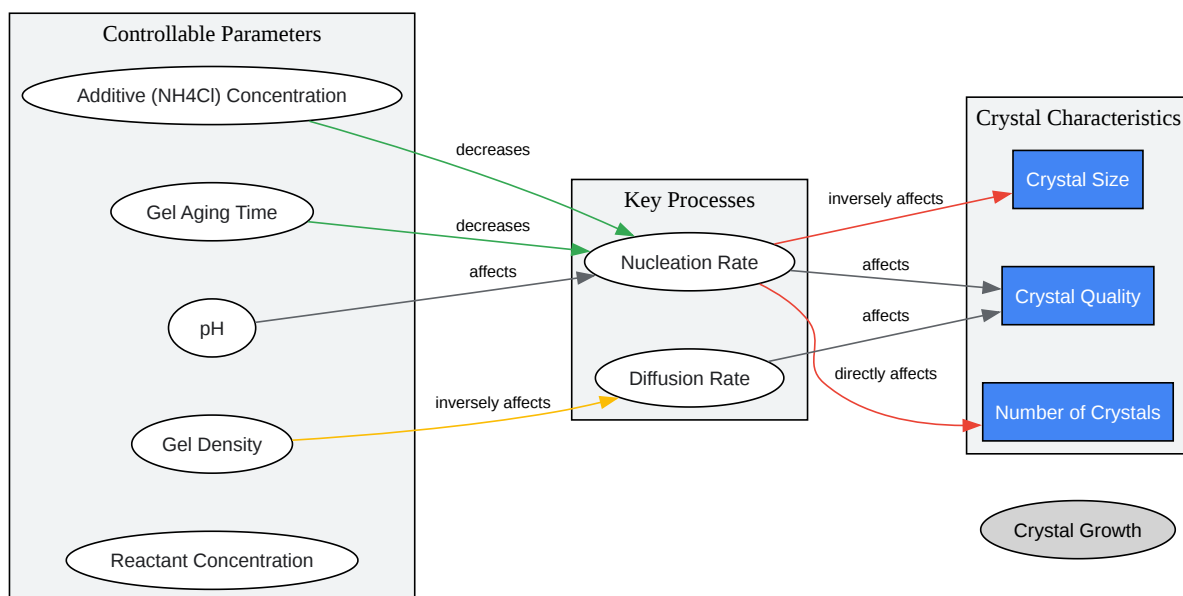 Controllable Parameters
Additive (NH4Cl) Concentration
Gel Aging Time
pH
Gel Density
Reactant Concentration
decreases
decreases
affects
inversely affects
Key Processes
Nucleation Rate
Diffusion Rate
inversely affects
affects
affects
directly affects
Crystal Characteristics
Crystal Size
Crystal Quality
Number of Crystals
Crystal Growth